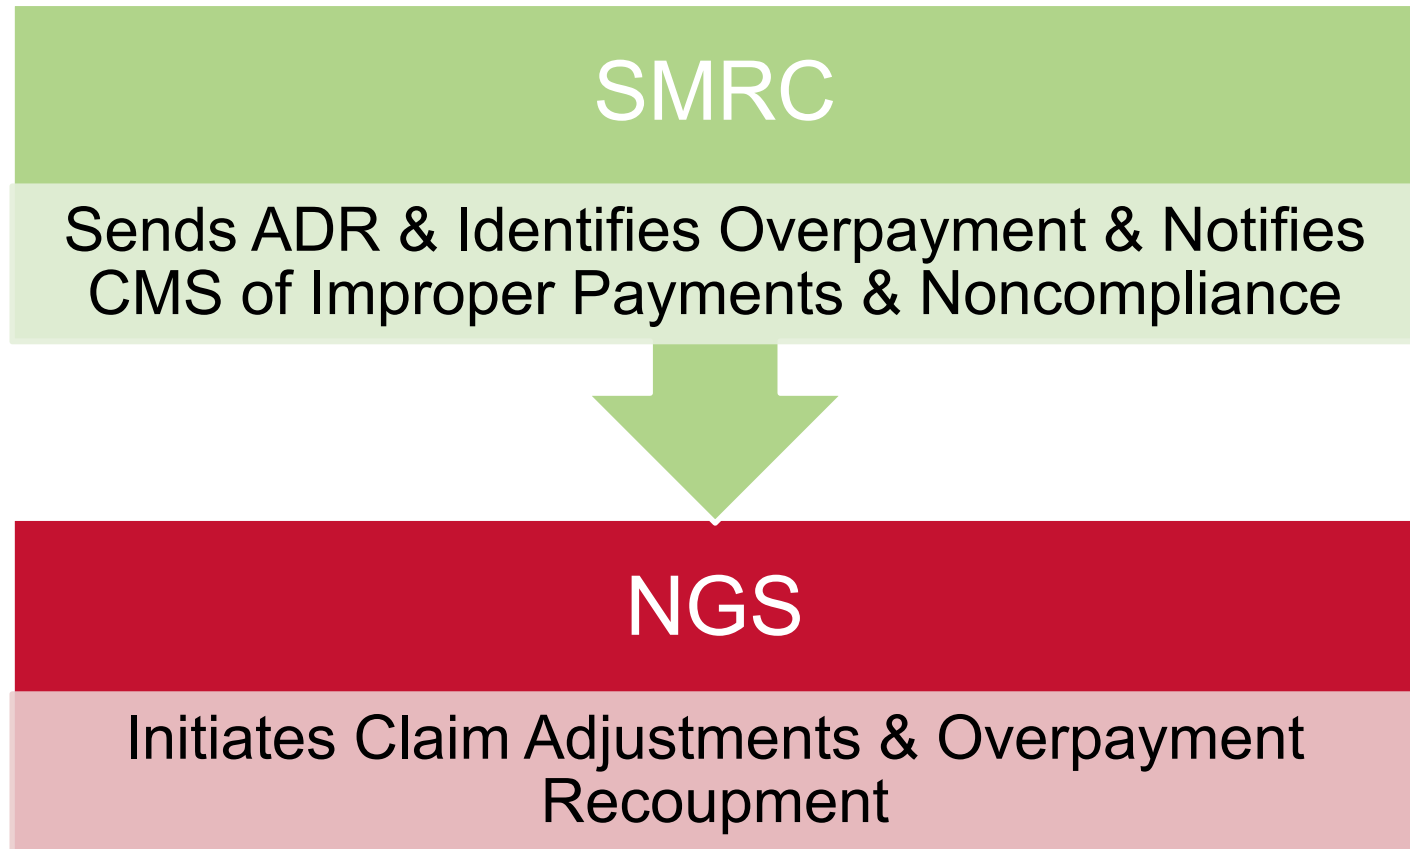 SMRC
Sends ADR & Identifies Overpayment & Notifies
CMS of Improper Payments & Noncompliance
NGS
Initiates Claim Adjustments & Overpayment
Recoupment